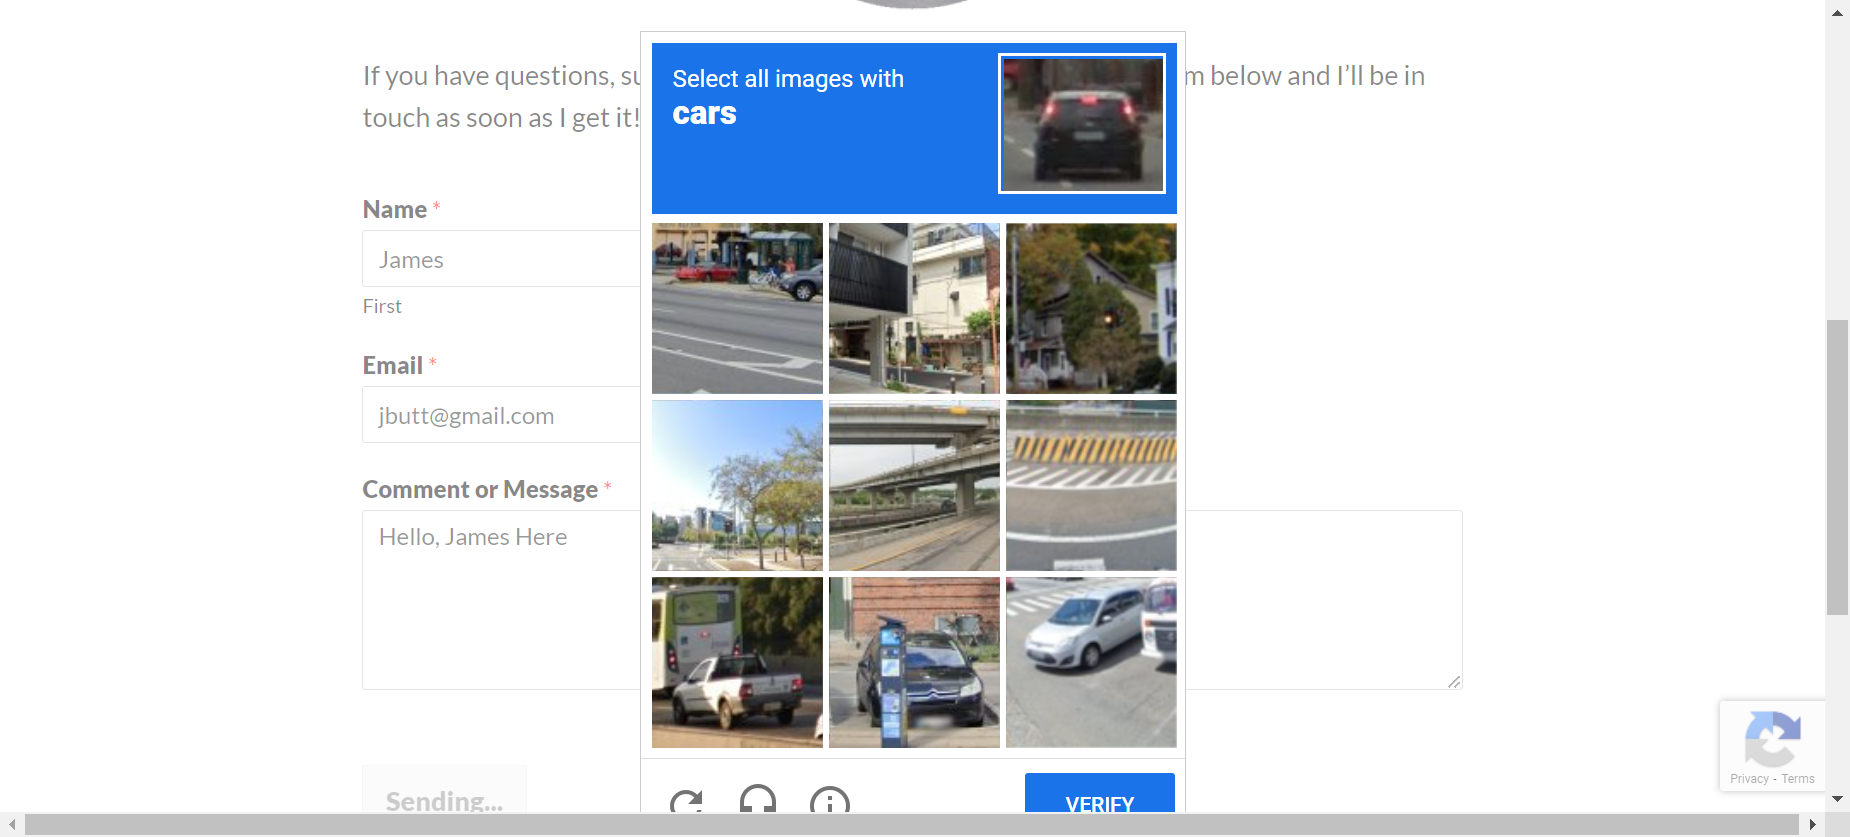 If you have questions, su
m below and I'll be in
touch as soon as I get it!
Select all images with
cars
Name *
James
First
Email *
jbutt@gmail.com
Comment or Message *
Hello, James Here
Sending...
VERIFY
Privacy - Terms